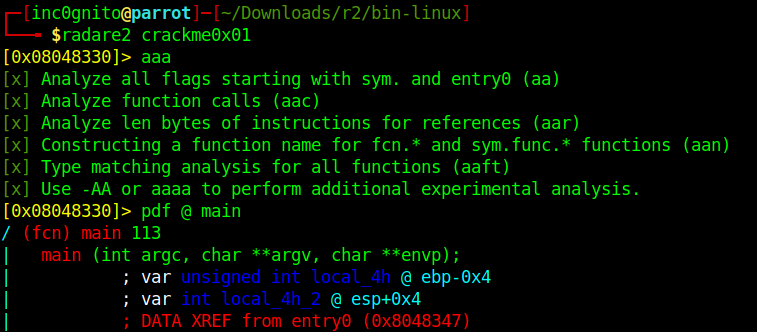 ┌─[inc0gnito@parrot]─[~/Downloads/r2/bin-linux]
└──╼ $radare2 crackme0x01
[0x08048330]> aaa
[x] Analyze all flags starting with sym. and entry0 (aa)
[x] Analyze function calls (aac)
[x] Analyze len bytes of instructions for references (aar)
[x] Constructing a function name for fcn.* and sym.func.* functions (aan)
[x] Type matching analysis for all functions (aaft)
[x] Use -AA or aaaa to perform additional experimental analysis.
[0x08048330]> pdf @ main
/ (fcn) main 113
|   main (int argc, char **argv, char **envp);
|           ; var unsigned int local_4h @ ebp-0x4
|           ; var int local_4h_2 @ esp+0x4
|           ; DATA XREF from entry0 (0x8048347)